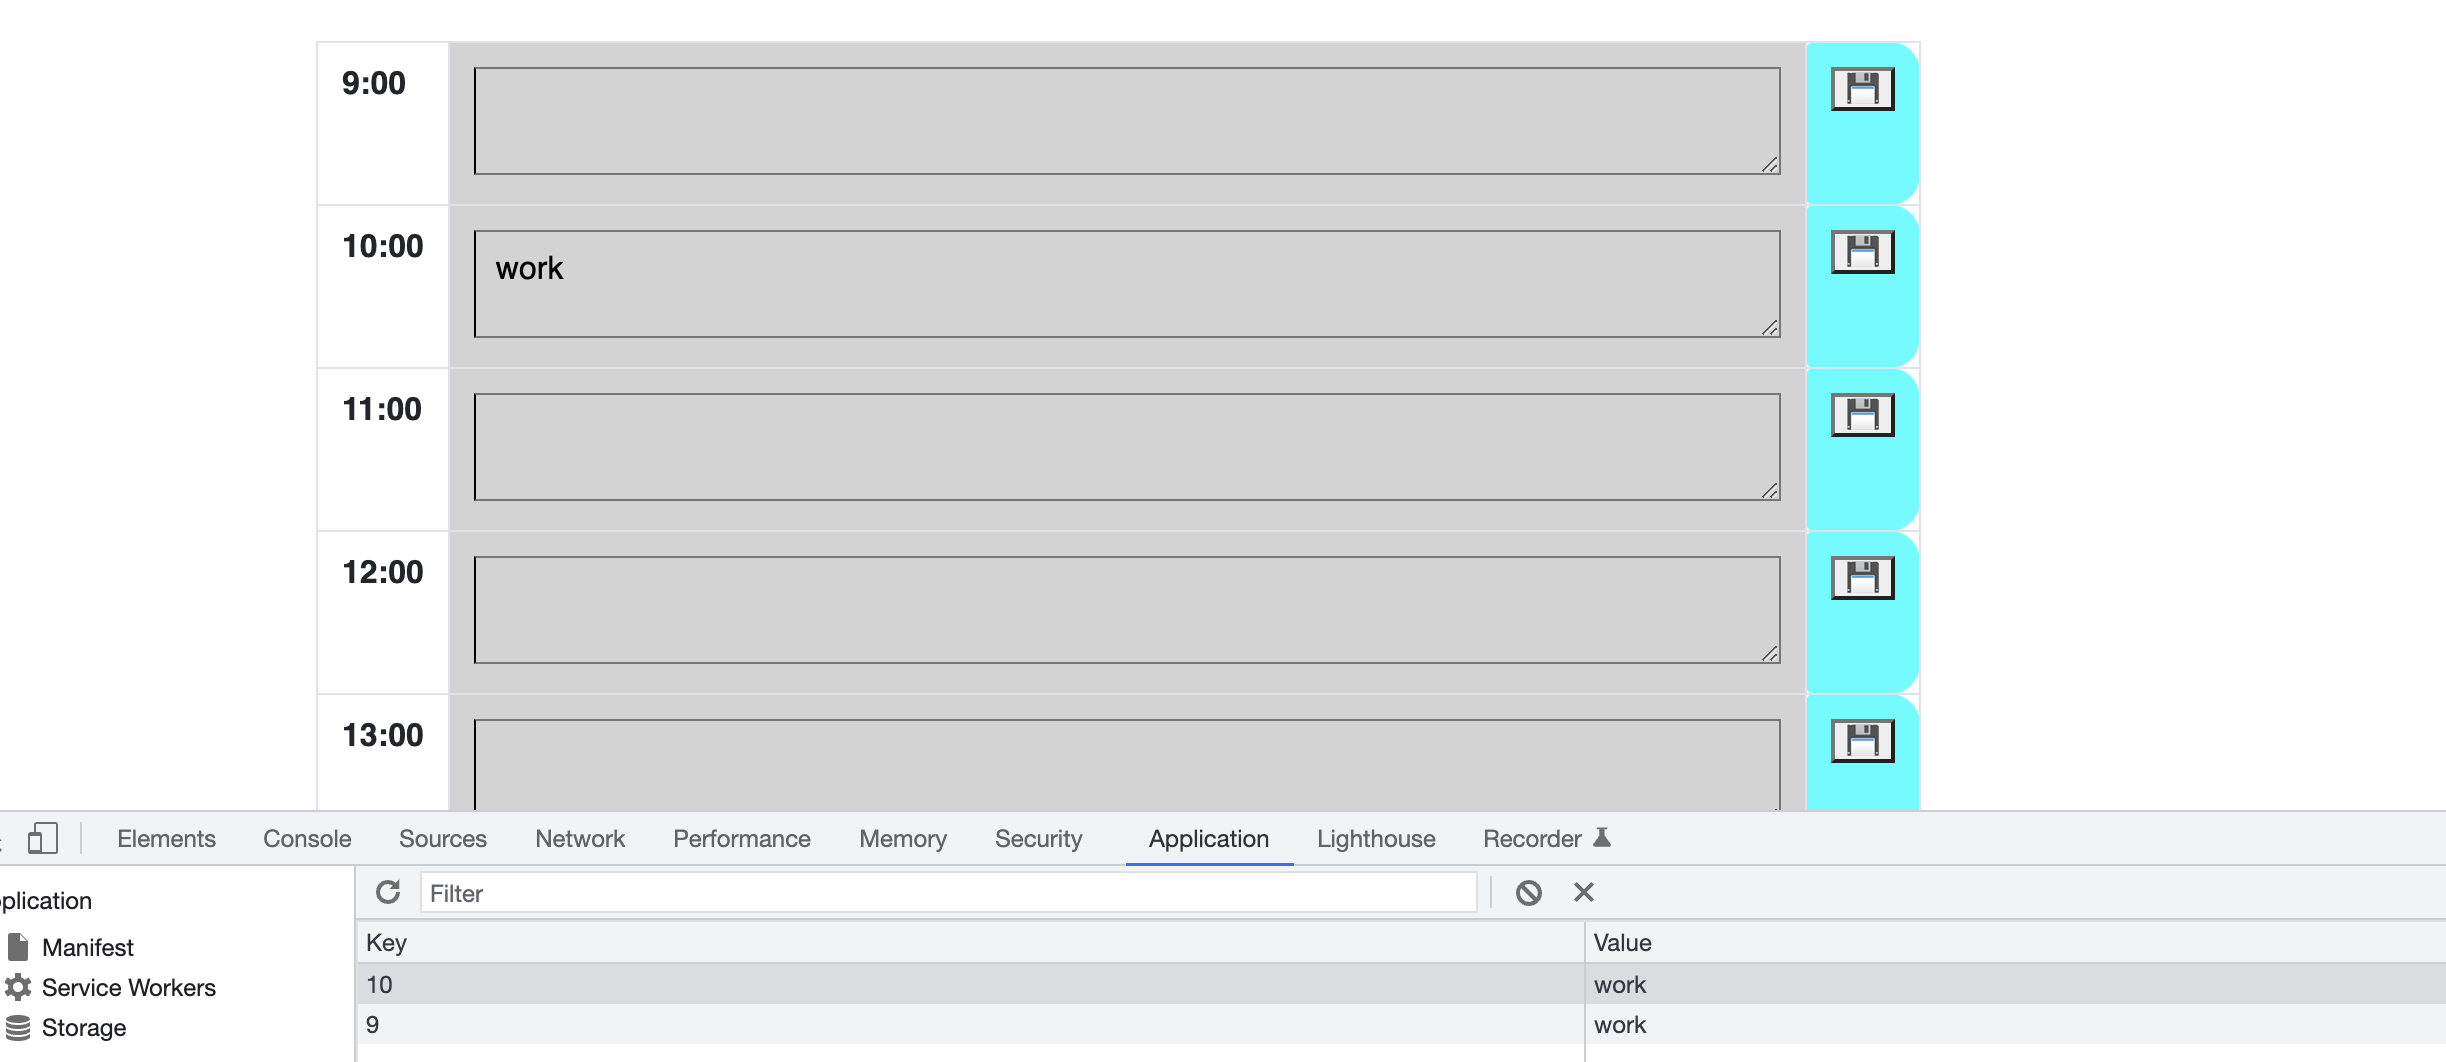 9:00
10:00
work
11:00
12:00
13:00
Elements Console Sources Network Performance Memory Security Application Lighthouse Recorder
plication
Filter
Manifest
Service Workers
Storage
Key Value
10 work
9 work